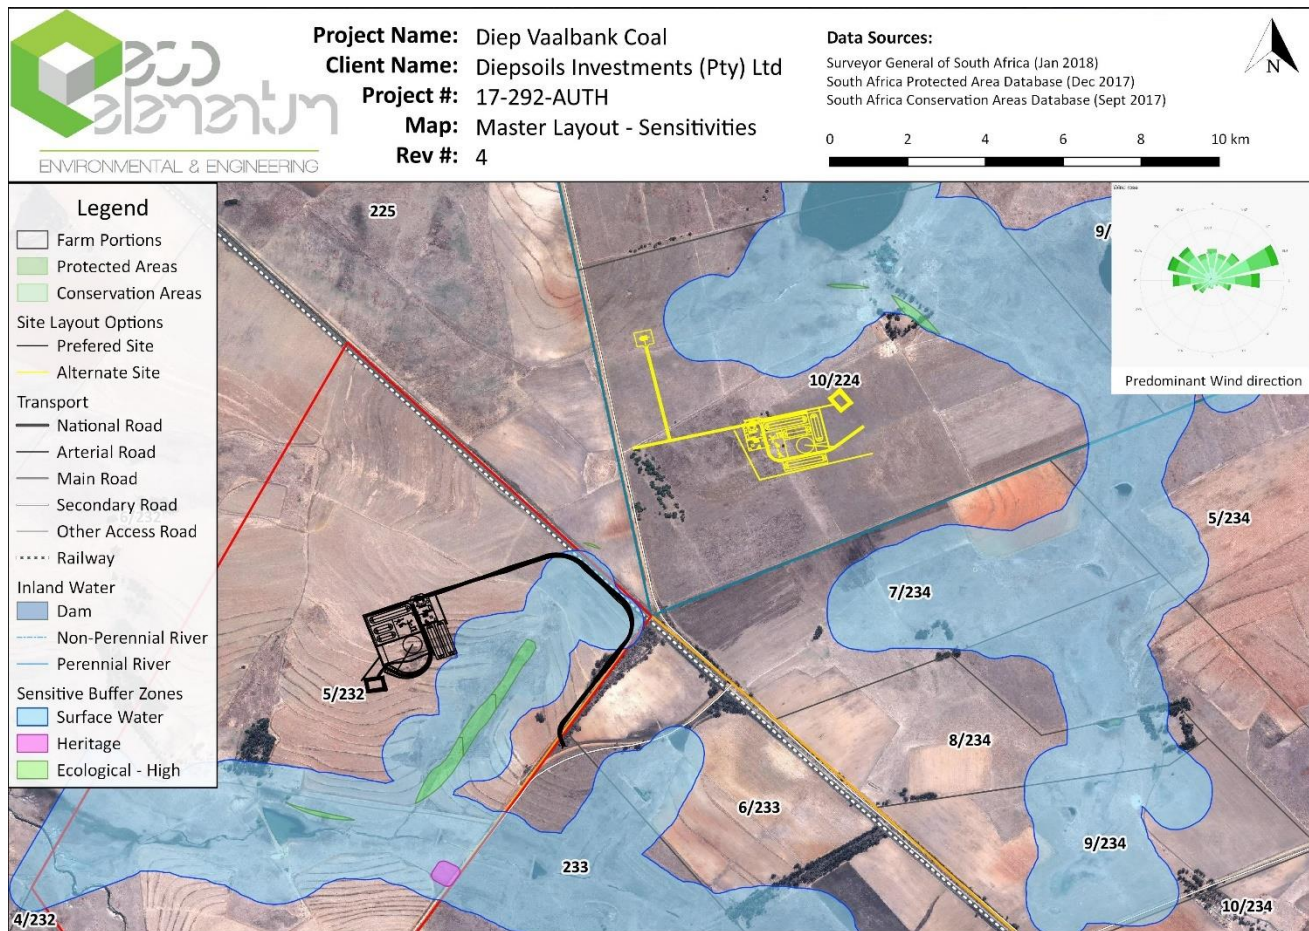 eco elementum
ENVIRONMENTAL & ENGINEERING
Project Name: Diep Vaalbank Coal
Client Name: Diepsoils Investments (Pty) Ltd
Project #: 17-292-AUTH
Map: Master Layout - Sensitivities
Rev #: 4
Data Sources:
Surveyor General of South Africa (Jan 2018)
South Africa Protected Area Database (Dec 2017)
South Africa Conservation Areas Database (Sept 2017)
N
0 2 4 6 8 10 km
Legend
Farm Portions
Protected Areas
Conservation Areas
Site Layout Options
Prefered Site
Alternate Site
Transport
National Road
Arterial Road
Main Road
Secondary Road
Other Access Road
Railway
Inland Water
Dam
Non-Perennial River
Perennial River
Sensitive Buffer Zones
Surface Water
Heritage
Ecological - High
225
9/
Predominant Wind direction
10/224
6/232
5/234
7/234
5/232
8/234
6/233
9/234
233
10/234
4/232